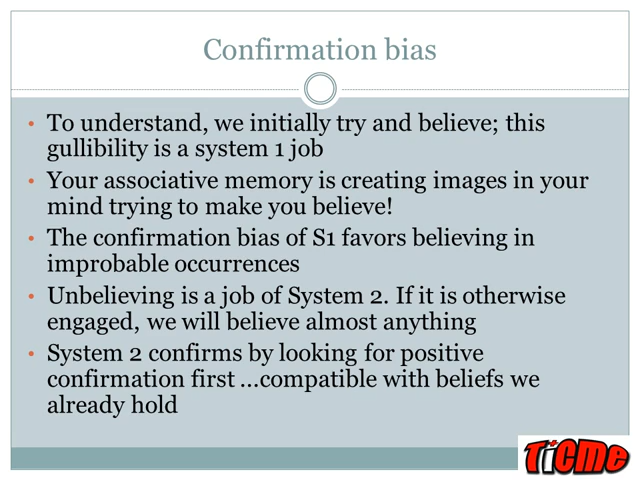 Confirmation bias
• To understand, we initially try and believe; this
gullibility is a system 1 job
• Your associative memory is creating images in your
mind trying to make you believe!
• The confirmation bias of S1 favors believing in
improbable occurrences
• Unbelieving is a job of System 2. If it is otherwise
engaged, we will believe almost anything
• System 2 confirms by looking for positive
confirmation first ...compatible with beliefs we
already hold
TiCMe